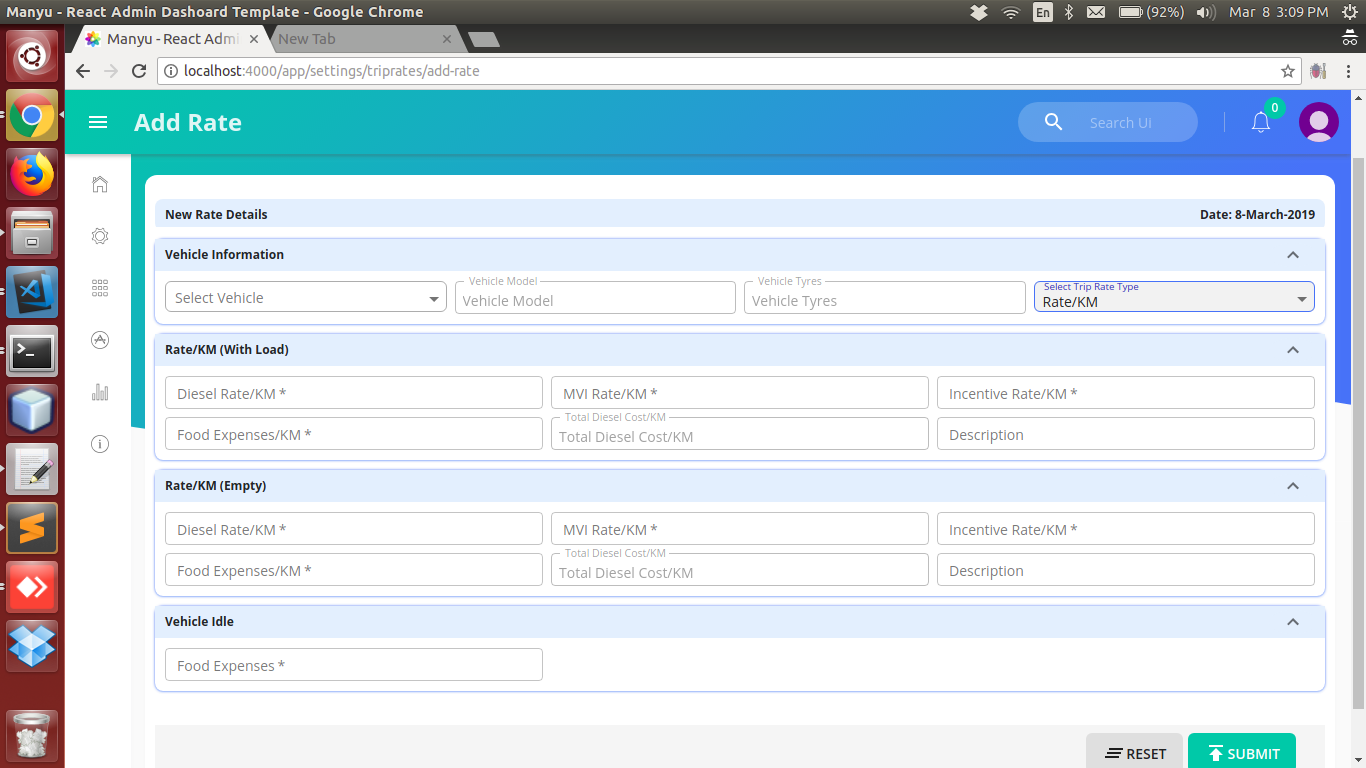 Manyu - React Admin Dashoard Template - Google Chrome
En (92%) Mar 8 3:09 PM
Manyu - React Admi
New Tab
localhost:4000/app/settings/triprates/add-rate
Add Rate
Search UI
0
New Rate Details Date: 8-March-2019
Vehicle Information
Select Vehicle
Vehicle Model
Vehicle Model
Vehicle Tyres
Vehicle Tyres
Select Trip Rate Type
Rate/KM
Rate/KM (With Load)
Diesel Rate/KM * MVI Rate/KM * Incentive Rate/KM *
Total Diesel Cost/KM
Food Expenses/KM * Total Diesel Cost/KM Description
Rate/KM (Empty)
Diesel Rate/KM * MVI Rate/KM * Incentive Rate/KM *
Total Diesel Cost/KM
Food Expenses/KM * Total Diesel Cost/KM Description
Vehicle Idle
Food Expenses *
RESET SUBMIT